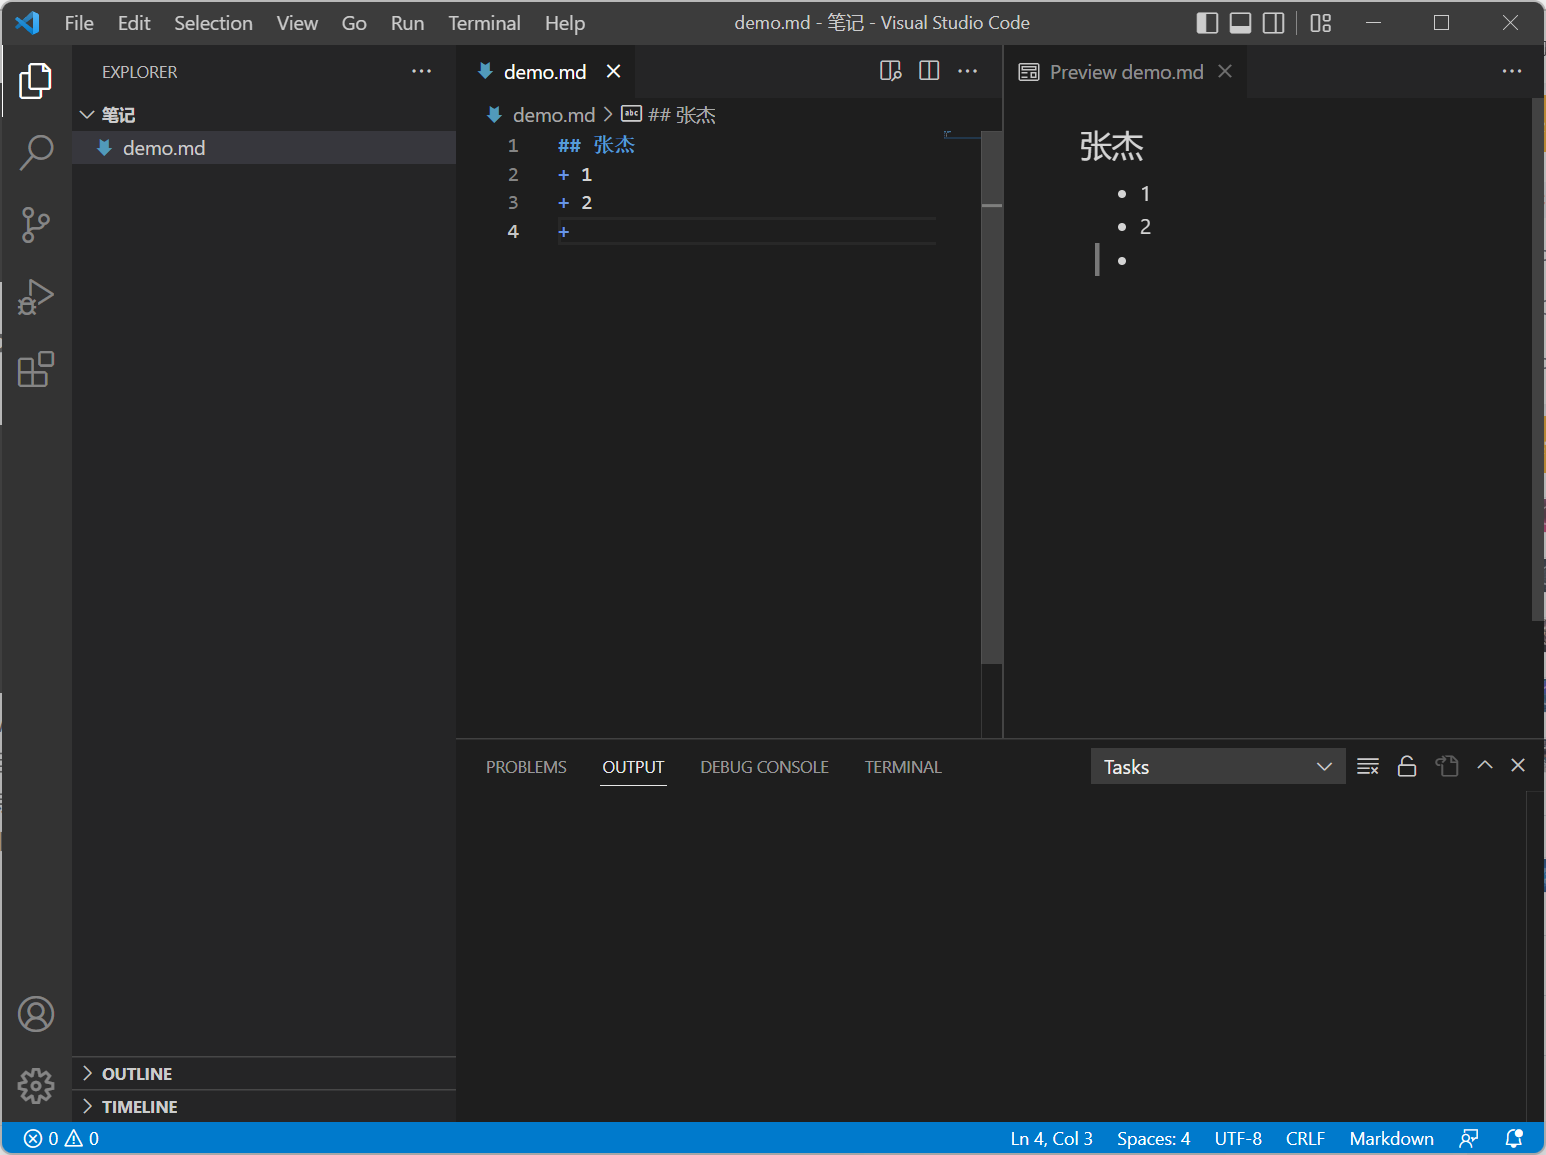 File Edit Selection View Go Run Terminal Help demo.md - 笔记 - Visual Studio Code
EXPLORER
笔记
demo.md
OUTLINE
TIMELINE
demo.md
demo.md > ## 张杰
1 ## 张杰
2 + 1
3 + 2
4 +
Preview demo.md
张杰
• 1
• 2
•
PROBLEMS OUTPUT DEBUG CONSOLE TERMINAL Tasks
0 0 Ln 4, Col 3 Spaces: 4 UTF-8 CRLF Markdown